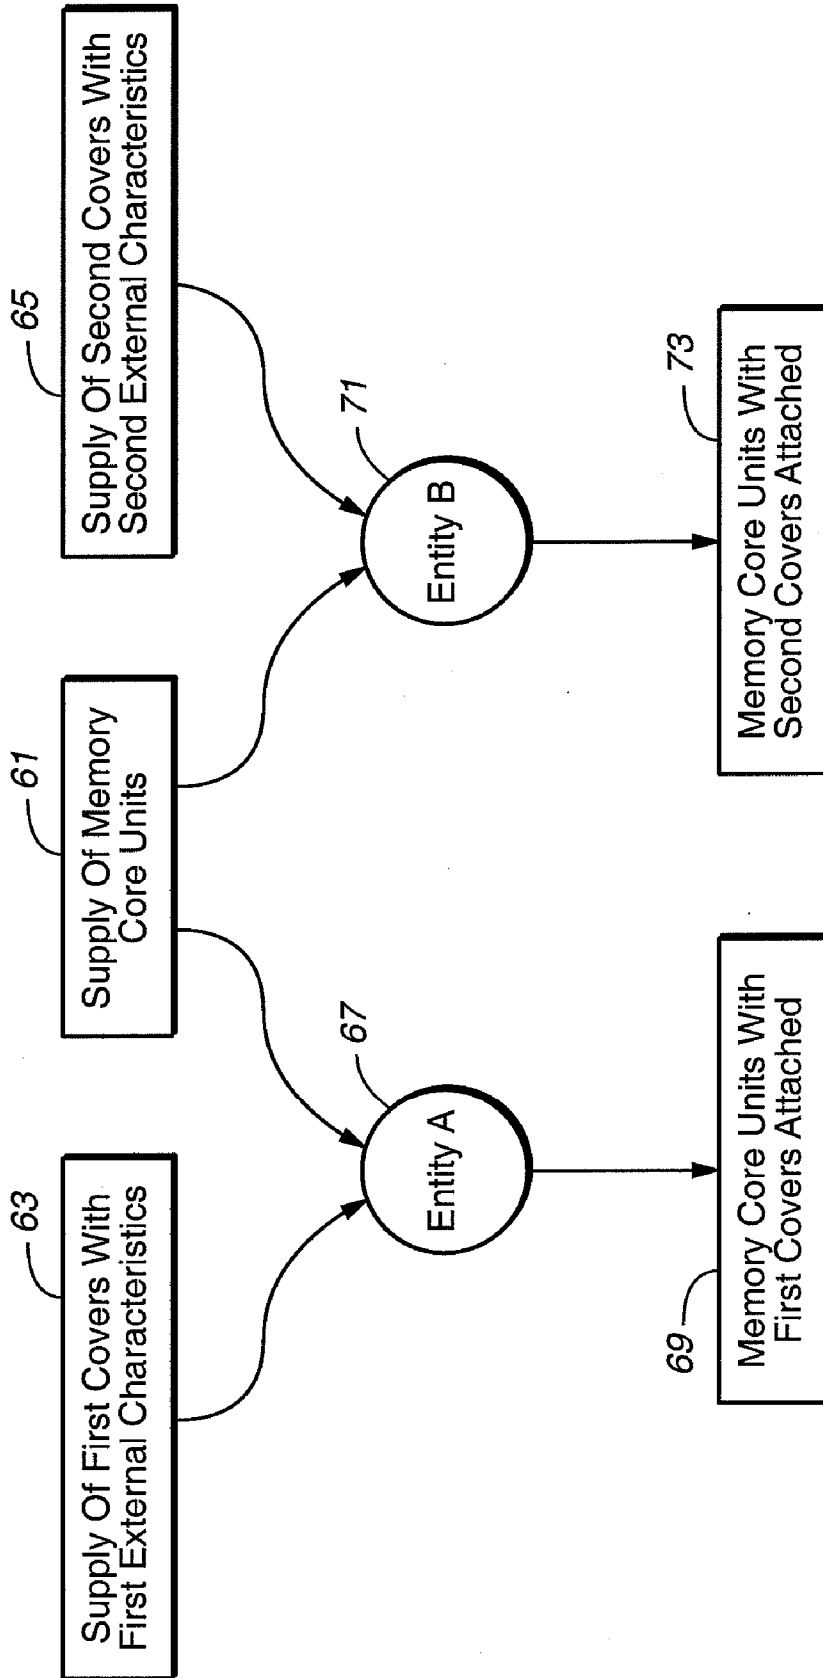 63
Supply Of First Covers With
First External Characteristics
61
Supply Of Memory
Core Units
65
Supply Of Second Covers With
Second External Characteristics
67
Entity A
71
Entity B
69
Memory Core Units With
First Covers Attached
73
Memory Core Units With
Second Covers Attached